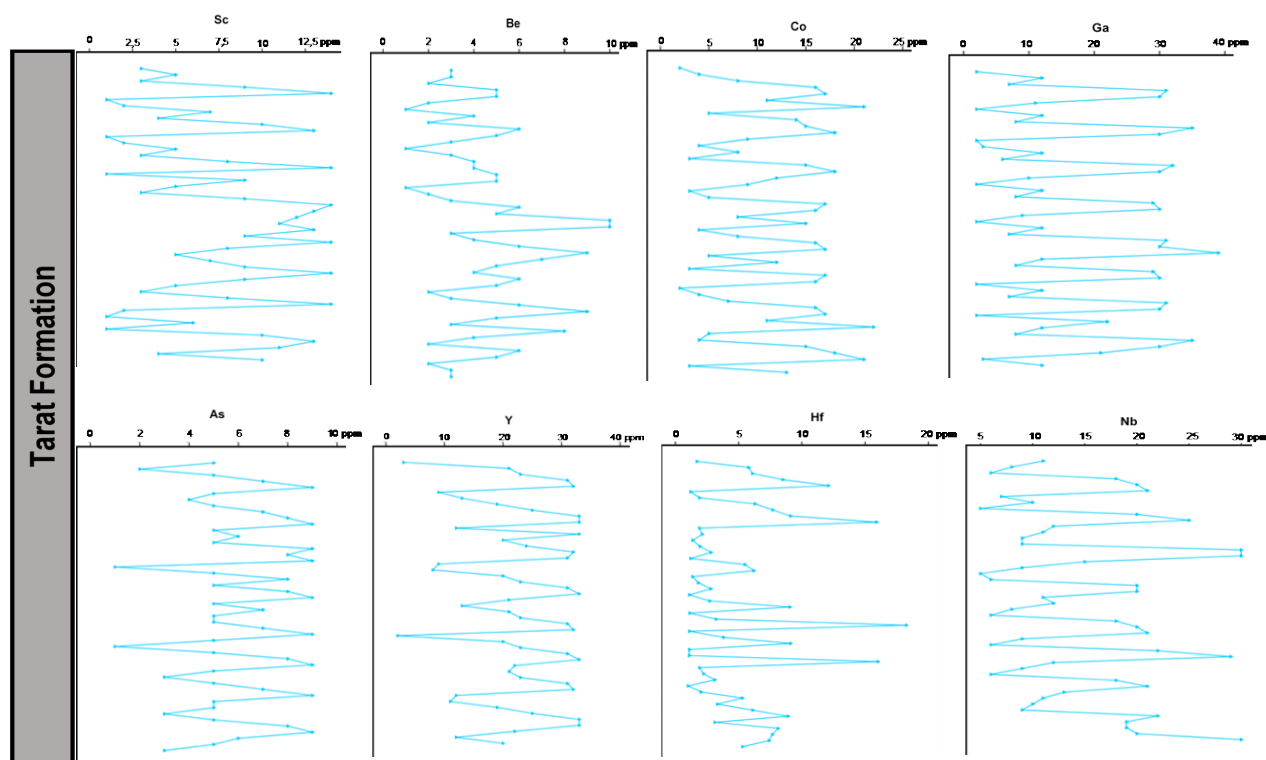 Tarat Formation
Sc
0 2,5 5 7,5 10 12,5 ppm
Be
0 2 4 6 8 10 ppm
Co
0 5 10 15 20 25 ppm
Ga
0 10 20 30 40 ppm
As
0 2 4 6 8 10 ppm
Y
0 10 20 30 40 ppm
Hf
0 5 10 15 20 ppm
Nb
5 10 15 20 25 30 ppm